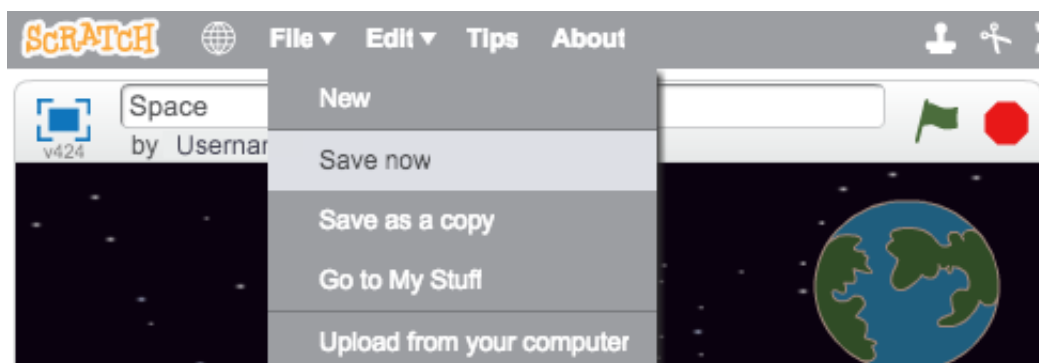 SCRATCH File Edit Tips About
New
Space
v424
by
Save now
Save as a copy
Go to My Stuff
Upload from your computer